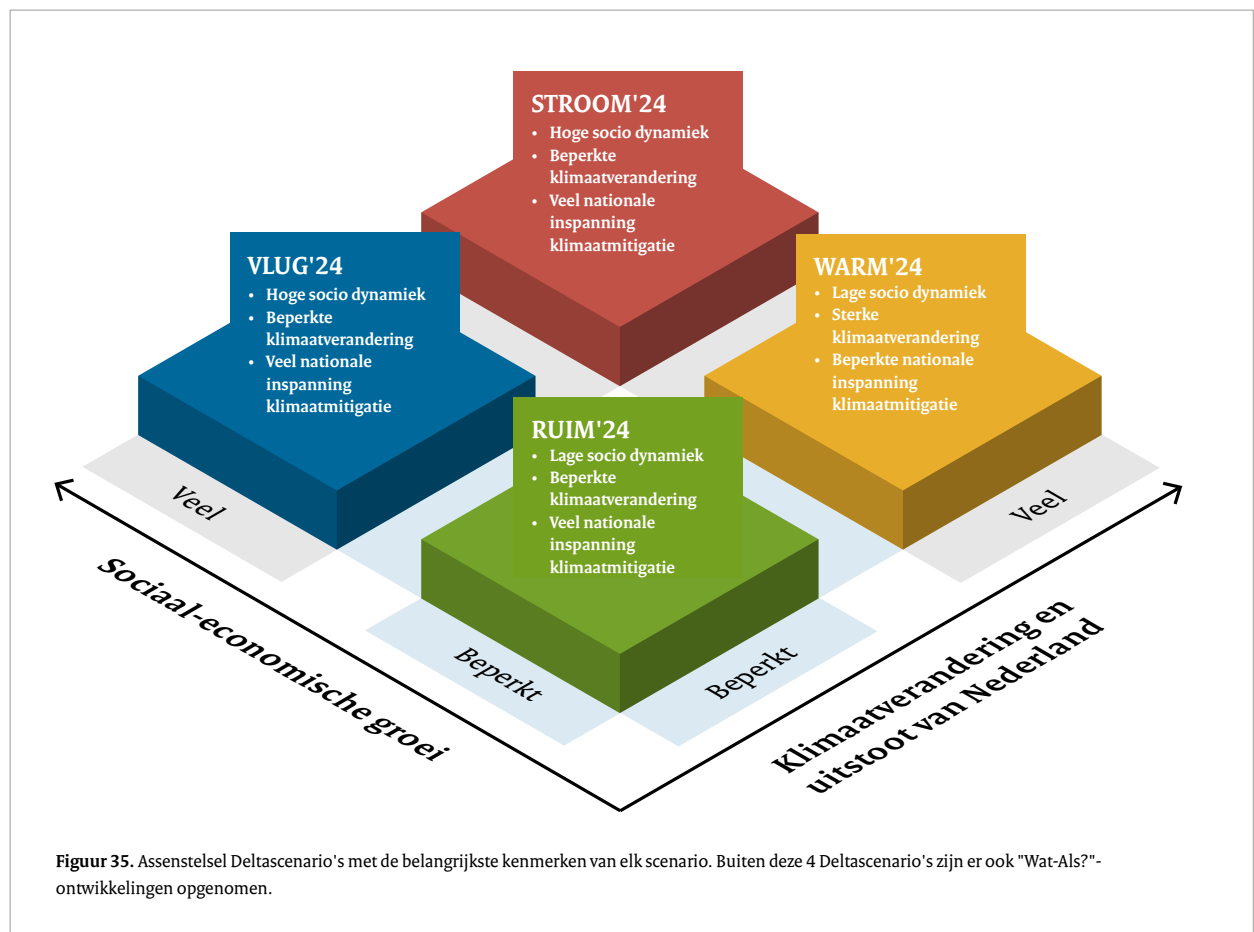 STROOM'24
• Hoge socio dynamiek
• Beperkte
klimaatverandering
• Veel nationale
inspanning
klimaatmitigatie
VLUG'24
• Hoge socio dynamiek
• Beperkte
klimaatverandering
• Veel nationale
inspanning
klimaatmitigatie
WARM'24
• Lage socio dynamiek
• Sterke
klimaatverandering
• Beperkte nationale
inspanning
klimaatmitigatie
RUIM'24
• Lage socio dynamiek
• Beperkte
klimaatverandering
• Veel nationale
inspanning
klimaatmitigatie
Veel
Veel
Beperkt
Beperkt
Sociaal-economische groei
Klimaatverandering en
uitstoot van Nederland
Figuur 35. Assenstelsel Deltascenario's met de belangrijkste kenmerken van elk scenario. Buiten deze 4 Deltascenario's zijn er ook "Wat-Als?"-
ontwikkelingen opgenomen.